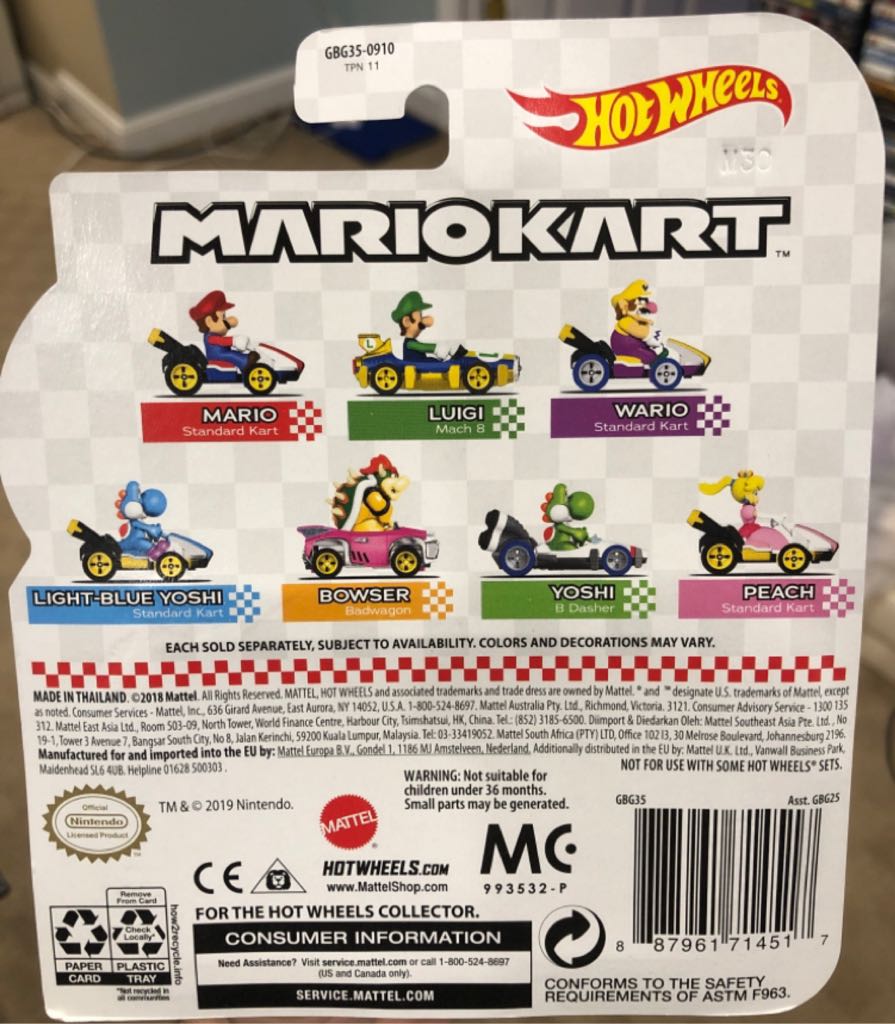 GBG35-0910
TPN 11
HOT WHEELS
M3C
MARIOKART™
MARIO
Standard Kart
LUIGI
Mach 8
WARIO
Standard Kart
LIGHT-BLUE YOSHI
Standard Kart
BOWSER
Badwagon
YOSHI
B Dasher
PEACH
Standard Kart
EACH SOLD SEPARATELY, SUBJECT TO AVAILABILITY. COLORS AND DECORATIONS MAY VARY.
MADE IN THAILAND. ©2018 Mattel. All Rights Reserved. MATTEL, HOT WHEELS and associated trademarks and trade dress are owned by Mattel. ® and ™ designate U.S. trademarks of Mattel, except
as noted. Consumer Services - Mattel, Inc., 636 Girard Avenue, East Aurora, NY 14052, U.S.A. 1-800-524-8697. Mattel Australia Pty. Ltd., Richmond, Victoria. 3121. Consumer Advisory Service - 1300 135
312. Mattel East Asia Ltd., Room 503-09, North Tower, World Finance Centre, Harbour City, Tsimshatsui, HK, China. Tel.: (852) 3185-6500. Diimport & Diedarkan Oleh: Mattel Southeast Asia Pte. Ltd., No
19-1, Tower 3 Avenue 7, Bangsar South City, No 8, Jalan Kerinchi, 59200 Kuala Lumpur, Malaysia. Tel: 03-33419052. Mattel South Africa (PTY) LTD, Office 102 I3, 30 Melrose Boulevard, Johannesburg 2196.
Manufactured for and imported into the EU by: Mattel Europa B.V., Gondel 1, 1186 MJ Amstelveen, Nederland. Additionally distributed in the EU by: Mattel U.K. Ltd., Vanwall Business Park,
Maidenhead SL6 4UB. Helpline 01628 500303.
NOT FOR USE WITH SOME HOT WHEELS® SETS.
WARNING: Not suitable for
children under 36 months.
Small parts may be generated.
GBG35
Asst. GBG25
Official
Nintendo
Licensed Product
™
TM & © 2019 Nintendo.
MATTEL®
CE
HOTWHEELS.COM
www.MattelShop.com
MC
993532-P
Remove
From Card
Check
Locally*
PAPER
CARD
PLASTIC
TRAY
*Not recycled in
all communities
how2recycle.info
FOR THE HOT WHEELS COLLECTOR.
CONSUMER INFORMATION
Need Assistance? Visit service.mattel.com or call 1-800-524-8697
(US and Canada only).
SERVICE.MATTEL.COM
8 87961 71451 7
CONFORMS TO THE SAFETY
REQUIREMENTS OF ASTM F963.